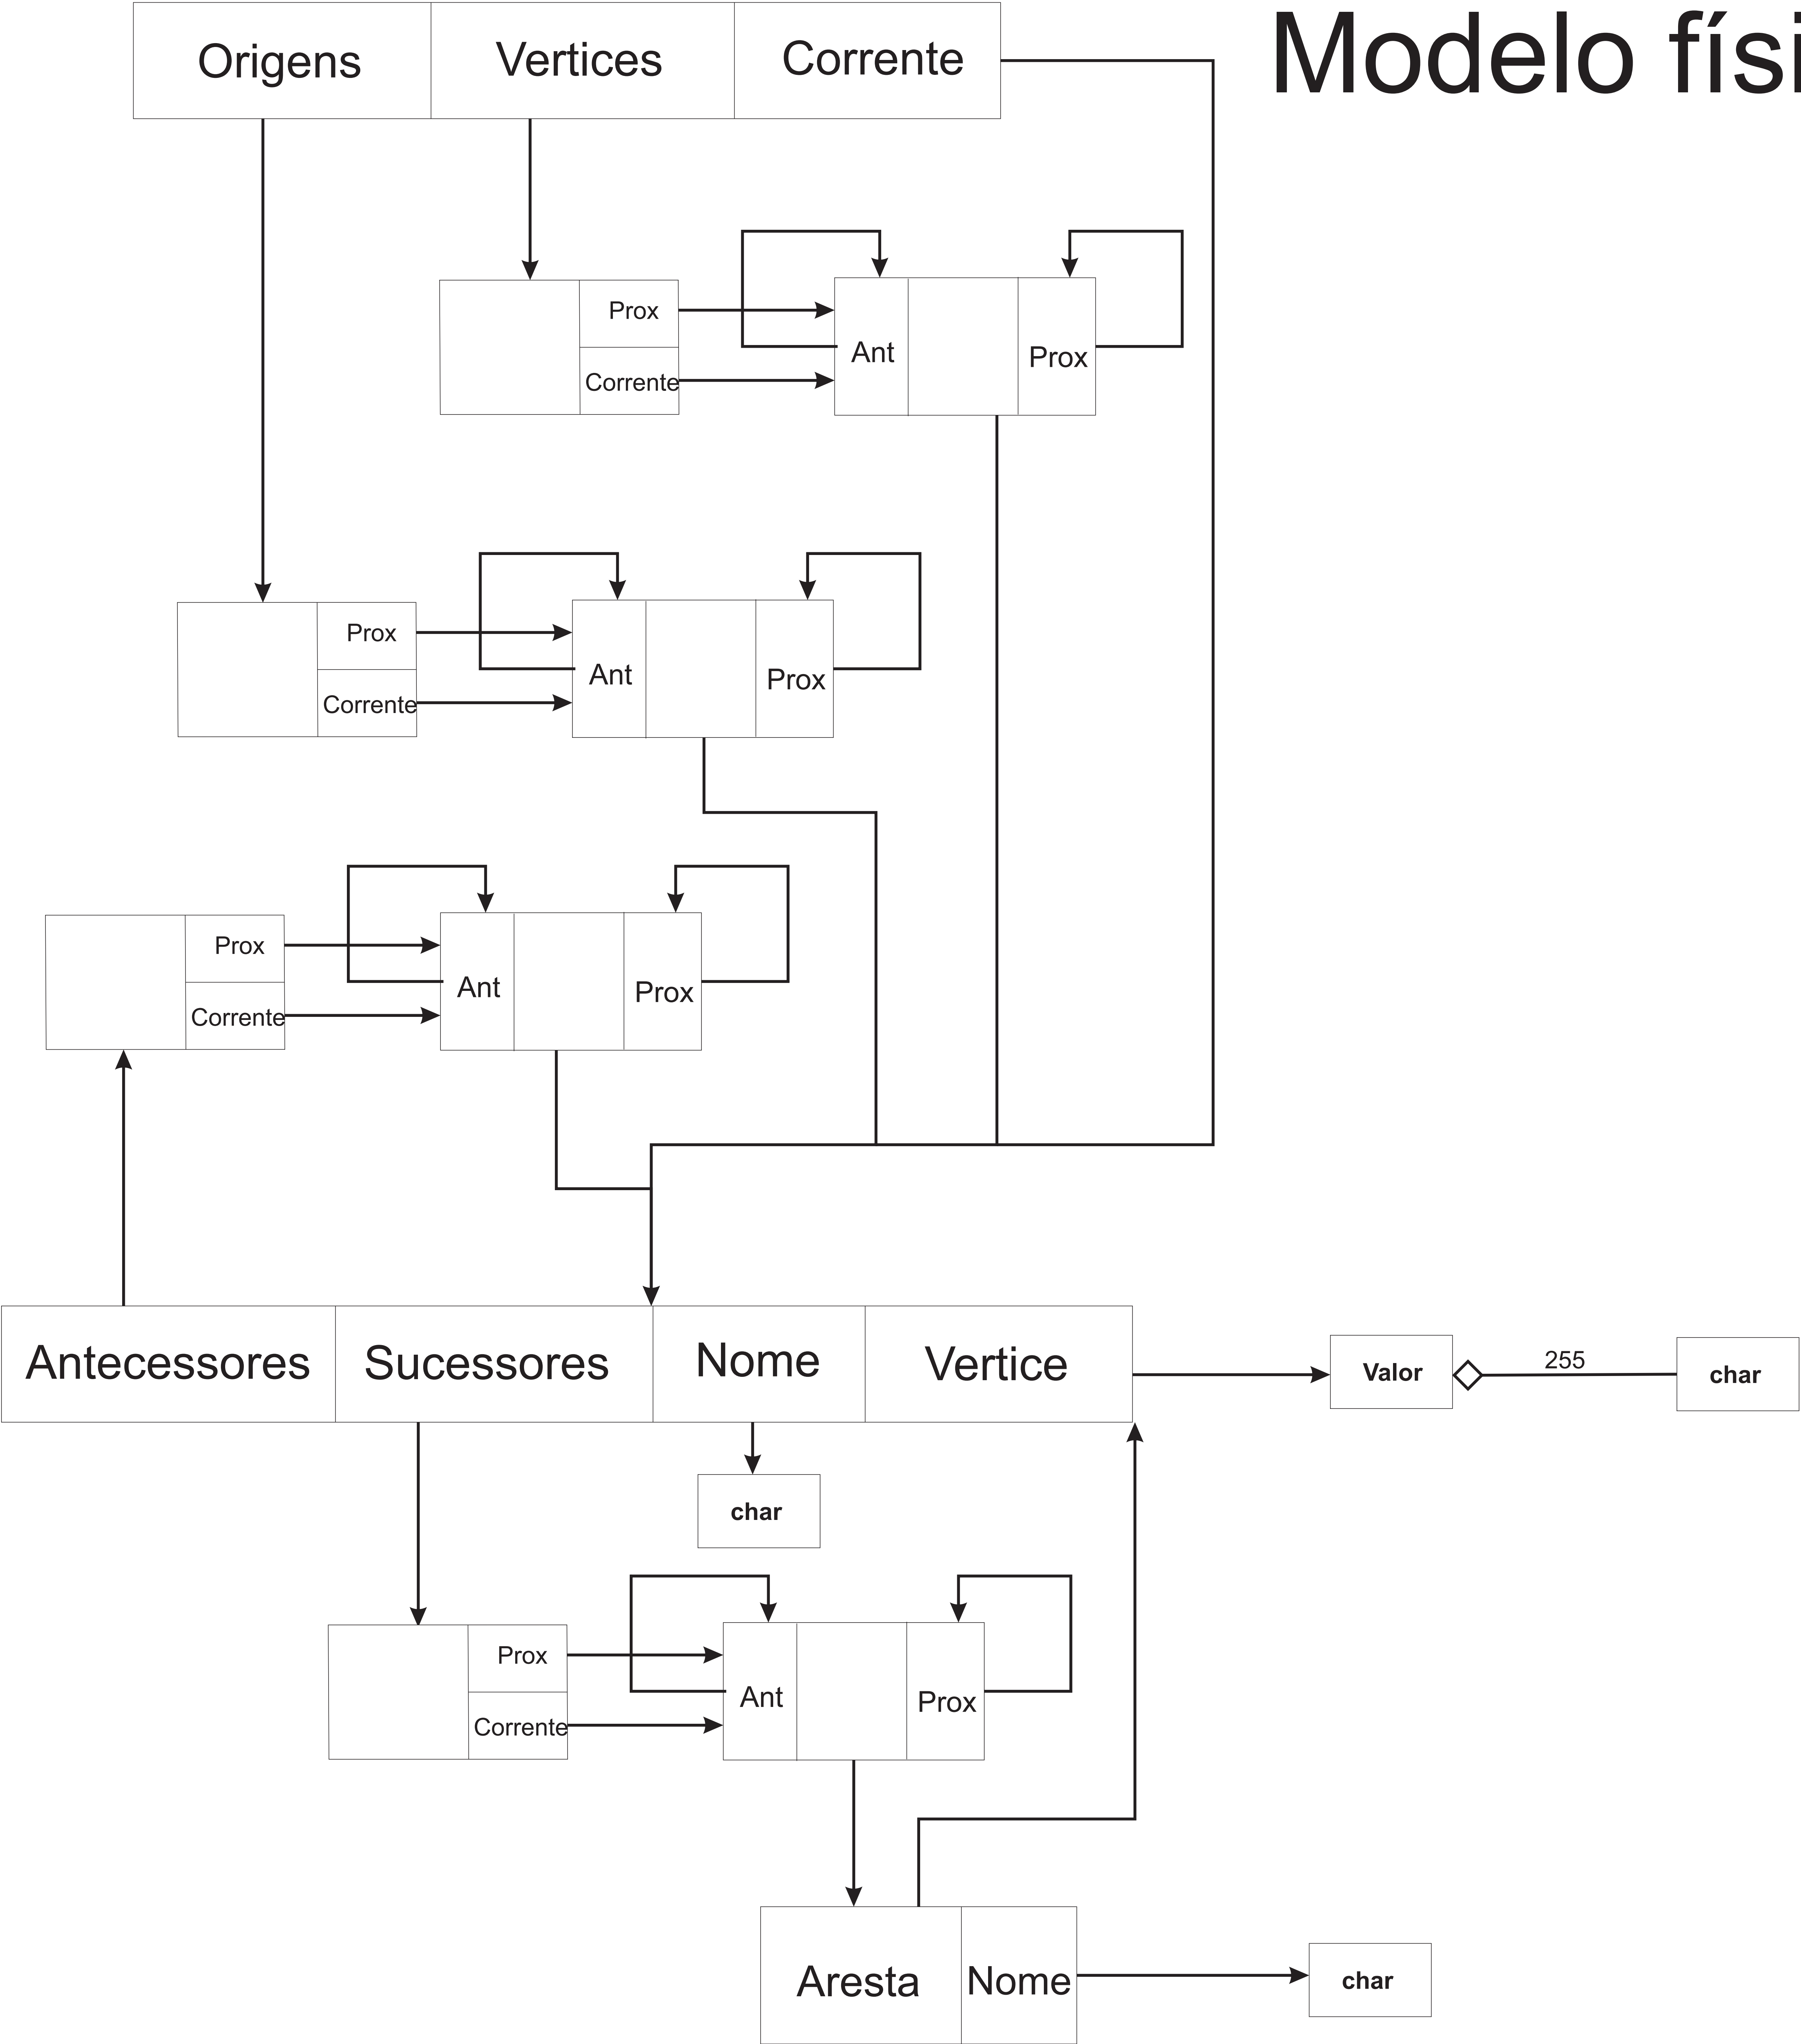 Modelo físi
Origens Vertices Corrente
Prox
Ant Prox
Corrente
Prox
Ant Prox
Corrente
Prox
Ant Prox
Corrente
Antecessores Sucessores Nome Vertice
Valor 255 char
char
Prox
Ant Prox
Corrente
Aresta Nome
char